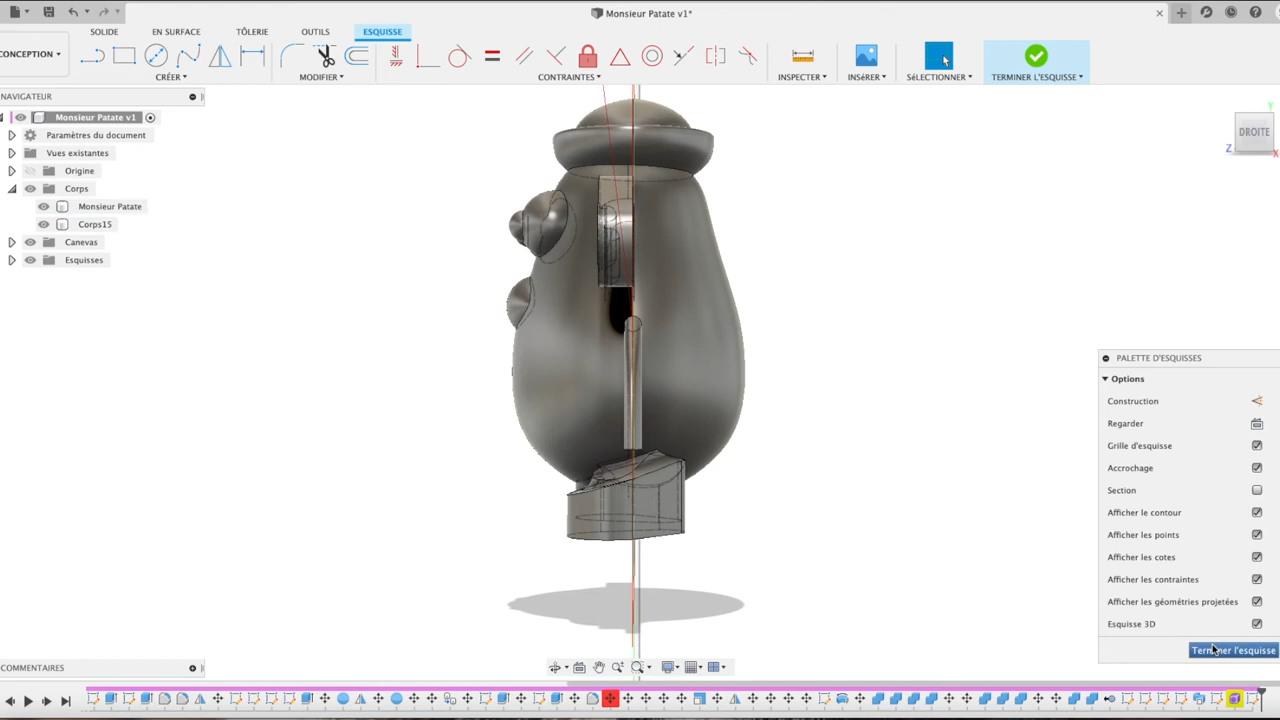 Monsieur Patate v1*
SOLIDE EN SURFACE TÔLERIE OUTILS ESQUISSE
CONCEPTION
CRÉER MODIFIER CONTRAINTES INSPECTER INSÉRER SÉLECTIONNER TERMINER L'ESQUISSE
NAVIGATEUR
Monsieur Patate v1
Paramètres du document
Vues existantes
Origine
Corps
Monsieur Patate
Corps15
Canevas
Esquisses
Y
DROITE
Z X
PALETTE D'ESQUISSES
Options
Construction
Regarder
Grille d'esquisse
Accrochage
Section
Afficher le contour
Afficher les points
Afficher les cotes
Afficher les contraintes
Afficher les géométries projetées
Esquisse 3D
Terminer l'esquisse
COMMENTAIRES